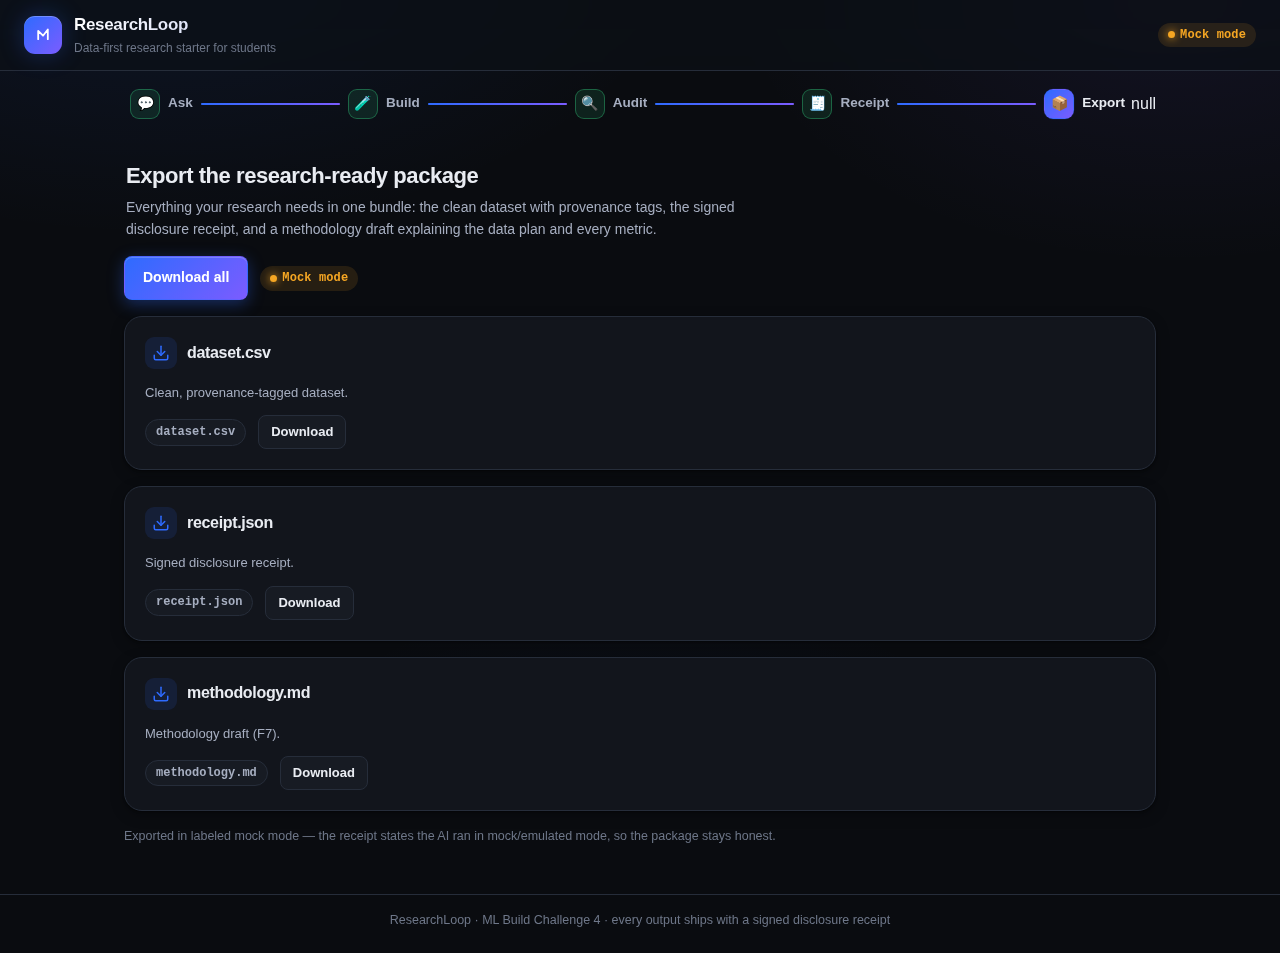 ResearchLoop
Data-first research starter for students
Mock mode
Ask
Build
Audit
Receipt
Export null
Export the research-ready package
Everything your research needs in one bundle: the clean dataset with provenance tags, the signed
disclosure receipt, and a methodology draft explaining the data plan and every metric.
Download all
Mock mode
dataset.csv
Clean, provenance-tagged dataset.
dataset.csv
Download
receipt.json
Signed disclosure receipt.
receipt.json
Download
methodology.md
Methodology draft (F7).
methodology.md
Download
Exported in labeled mock mode — the receipt states the AI ran in mock/emulated mode, so the package stays honest.
ResearchLoop · ML Build Challenge 4 · every output ships with a signed disclosure receipt